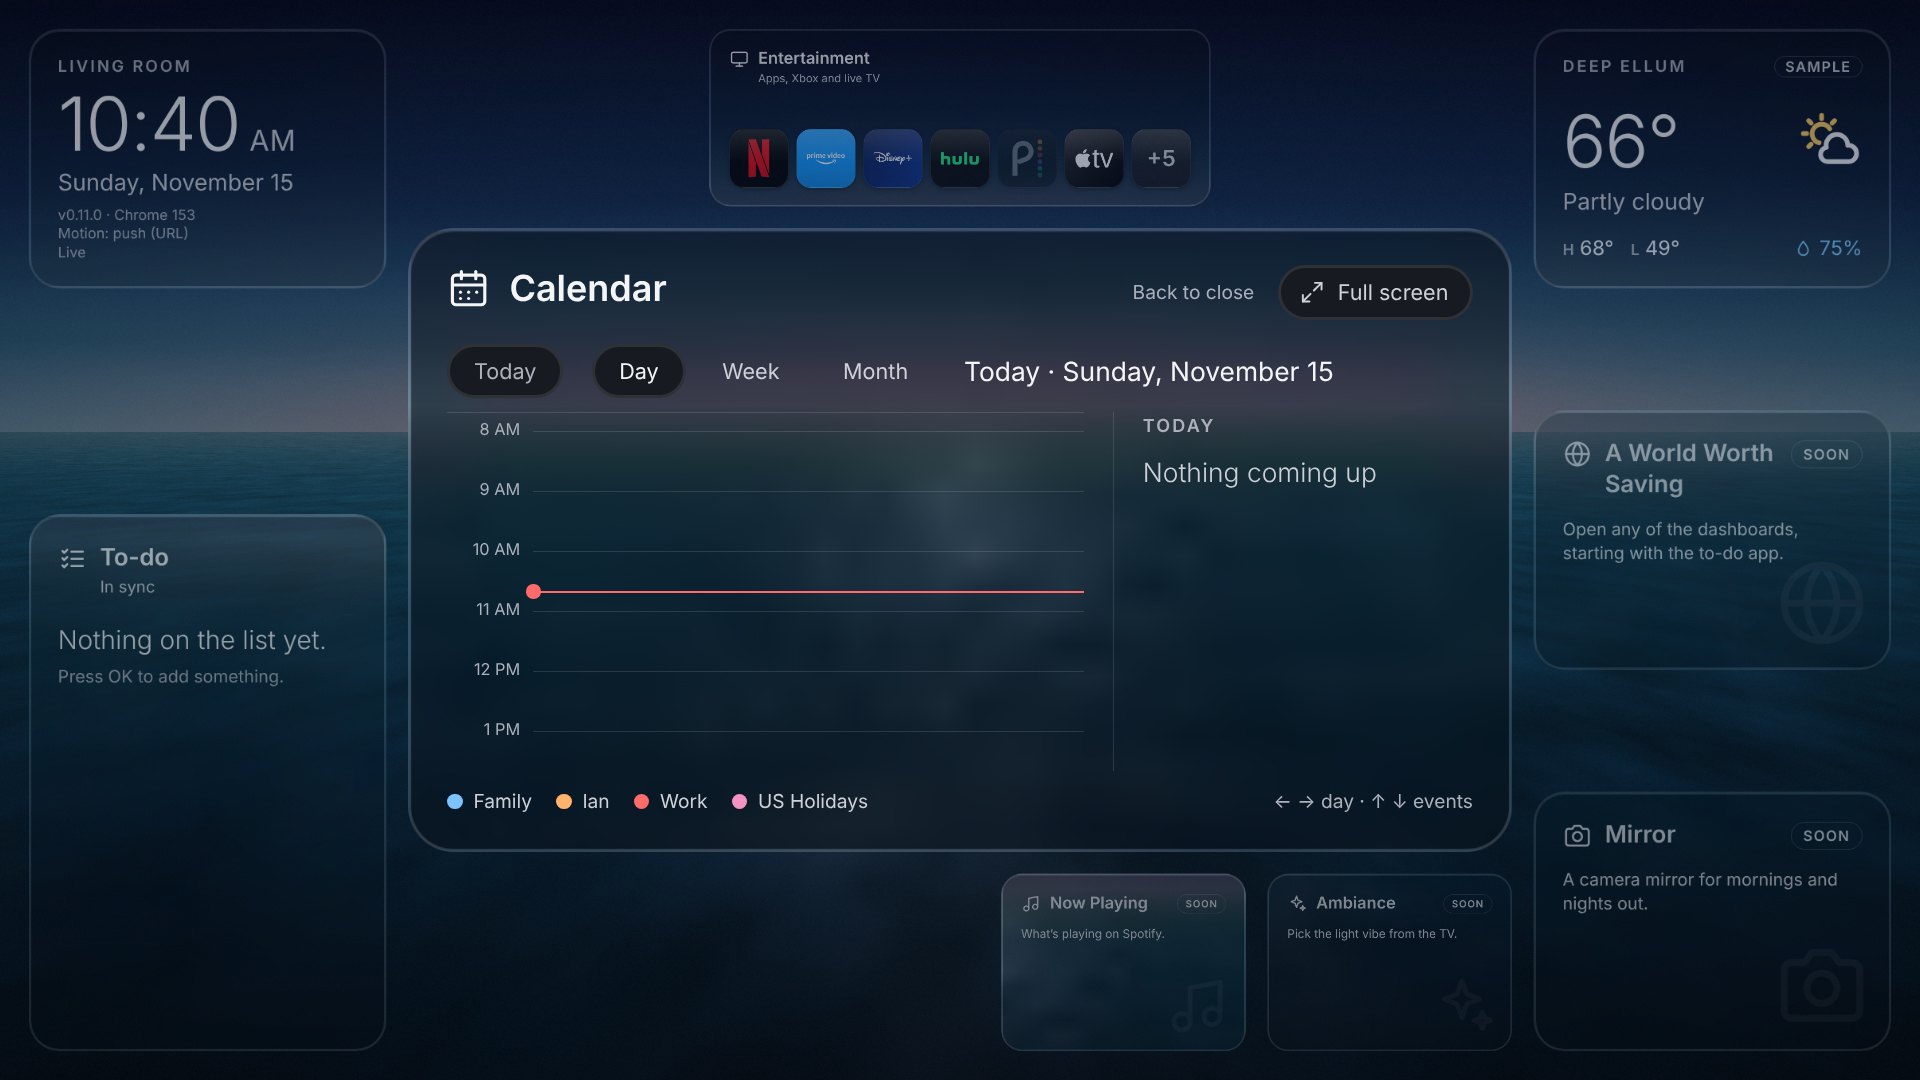 LIVING ROOM
10:40 AM
Sunday, November 15
v0.11.0 · Chrome 153
Motion: push (URL)
Live
Entertainment
Apps, Xbox and live TV
N
prime video
Disney+
hulu
P
tv
+5
DEEP ELLUM
SAMPLE
66°
Partly cloudy
H 68° L 49°
75%
Calendar
Back to close
Full screen
Today
Day
Week
Month
Today · Sunday, November 15
8 AM
9 AM
10 AM
11 AM
12 PM
1 PM
TODAY
Nothing coming up
Family
Ian
Work
US Holidays
← → day · ↑ ↓ events
To-do
In sync
Nothing on the list yet.
Press OK to add something.
A World Worth
Saving
SOON
Open any of the dashboards,
starting with the to-do app.
Mirror
SOON
A camera mirror for mornings and
nights out.
Now Playing
SOON
What's playing on Spotify.
Ambiance
SOON
Pick the light vibe from the TV.